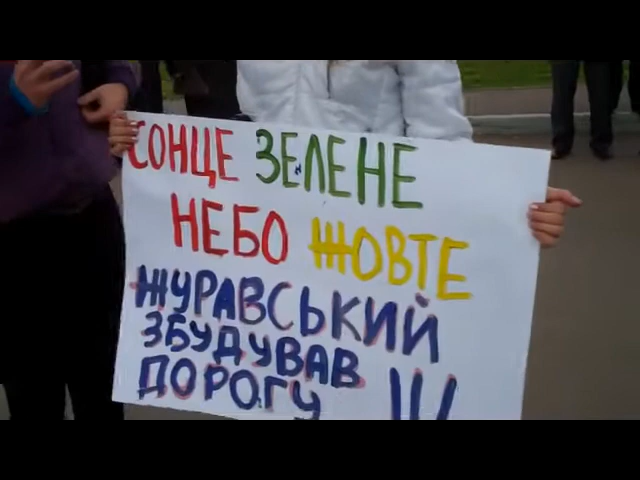 СОНЦЕ ЗЕЛЕНЕ
НЕБО ЖОВТЕ
ЖУРАВСЬКИЙ
ЗБУДУВАВ
ДОРОГУ !!!